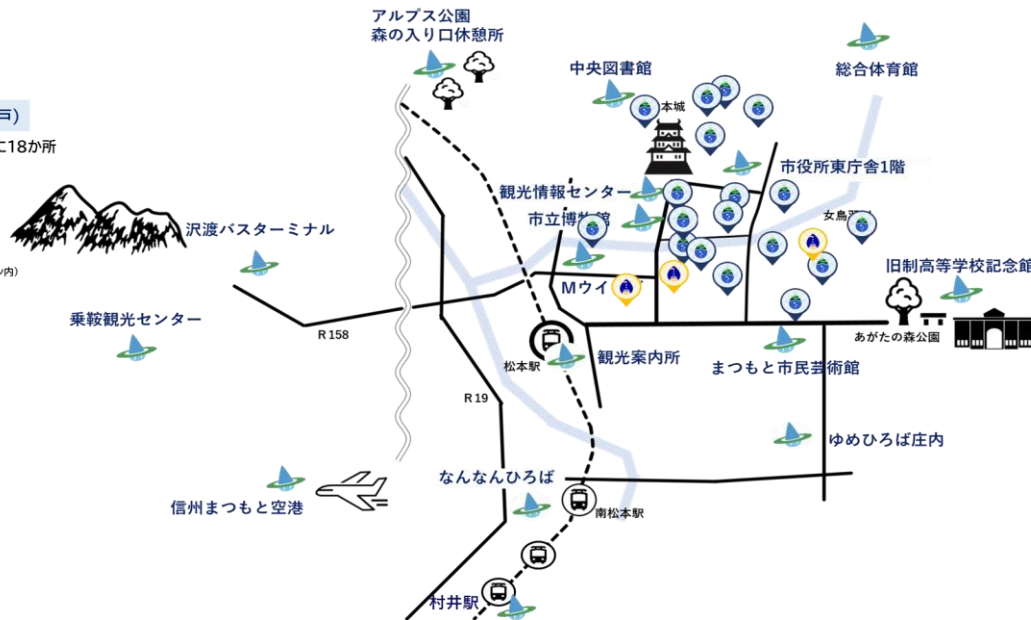 アルプス公園
森の入り口休憩所
中央図書館
総合体育館
戸)
に18か所
本城
市役所東庁舎1階
観光情報センター
市立博物館
沢渡バスターミナル
旧制高等学校記念館
Mウイ
乗鞍観光センター
R158
あがたの森公園
松本駅
観光案内所
まつもと市民芸術館
R19
ゆめひろば庄内
なんなんひろば
信州まつもと空港
南松本駅
村井駅